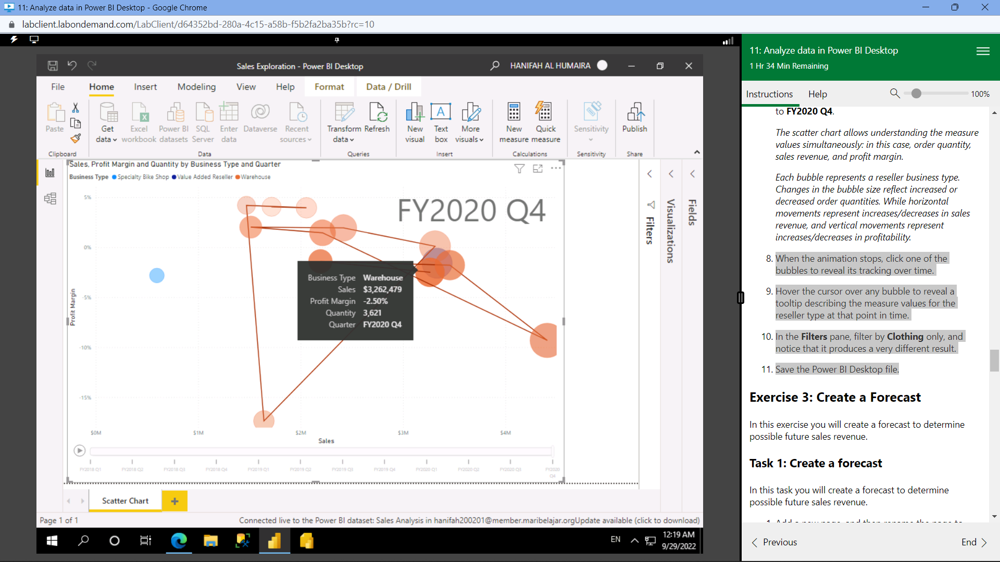 11: Analyze data in Power BI Desktop - Google Chrome
labclient.labondemand.com/LabClient/d64352bd-280a-4c15-a58b-f5b2fa2ba35b?rc=10
Sales Exploration - Power BI Desktop
HANIFAH AL HUMAIRA
File Home Insert Modeling View Help Format Data / Drill
Paste
Get data
Excel workbook
Power BI datasets
SQL Server
Enter data
Dataverse
Recent sources
Transform data
Refresh
New visual
Text box
More visuals
New measure
Quick measure
Sensitivity
Publish
Clipboard Data Queries Insert Calculations Sensitivity Share
Sales, Profit Margin and Quantity by Business Type and Quarter
Business Type Specialty Bike Shop Value Added Reseller Warehouse
FY2020 Q4
5%
0%
-5%
-10%
-15%
Profit Margin
Business Type Warehouse
Sales $3,262,479
Profit Margin -2.50%
Quantity 3,621
Quarter FY2020 Q4
$0M $1M $2M $3M $4M
Sales
FY2018 Q1 FY2018 Q2 FY2018 Q3 FY2018 Q4 FY2019 Q1 FY2019 Q2 FY2019 Q3 FY2019 Q4 FY2020 Q1 FY2020 Q2 FY2020 Q3 FY2020 Q4
Filters
Visualizations
Fields
Scatter Chart
Page 1 of 1
Connected live to the Power BI dataset: Sales Analysis in hanifah200201@member.maribelajar.orgUpdate available (click to download)
EN
12:19 AM
9/29/2022
11: Analyze data in Power BI Desktop
1 Hr 34 Min Remaining
Instructions Help 100%
to FY2020 Q4.
The scatter chart allows understanding the measure
values simultaneously: in this case, order quantity,
sales revenue, and profit margin.
Each bubble represents a reseller business type.
Changes in the bubble size reflect increased or
decreased order quantities. While horizontal
movements represent increases/decreases in sales
revenue, and vertical movements represent
increases/decreases in profitability.
8. When the animation stops, click one of the
bubbles to reveal its tracking over time.
9. Hover the cursor over any bubble to reveal a
tooltip describing the measure values for the
reseller type at that point in time.
10. In the Filters pane, filter by Clothing only, and
notice that it produces a very different result.
11. Save the Power BI Desktop file.
Exercise 3: Create a Forecast
In this exercise you will create a forecast to determine
possible future sales revenue.
Task 1: Create a forecast
In this task you will create a forecast to determine
possible future sales revenue.
1. Add a new page, and then rename the page to
Previous End